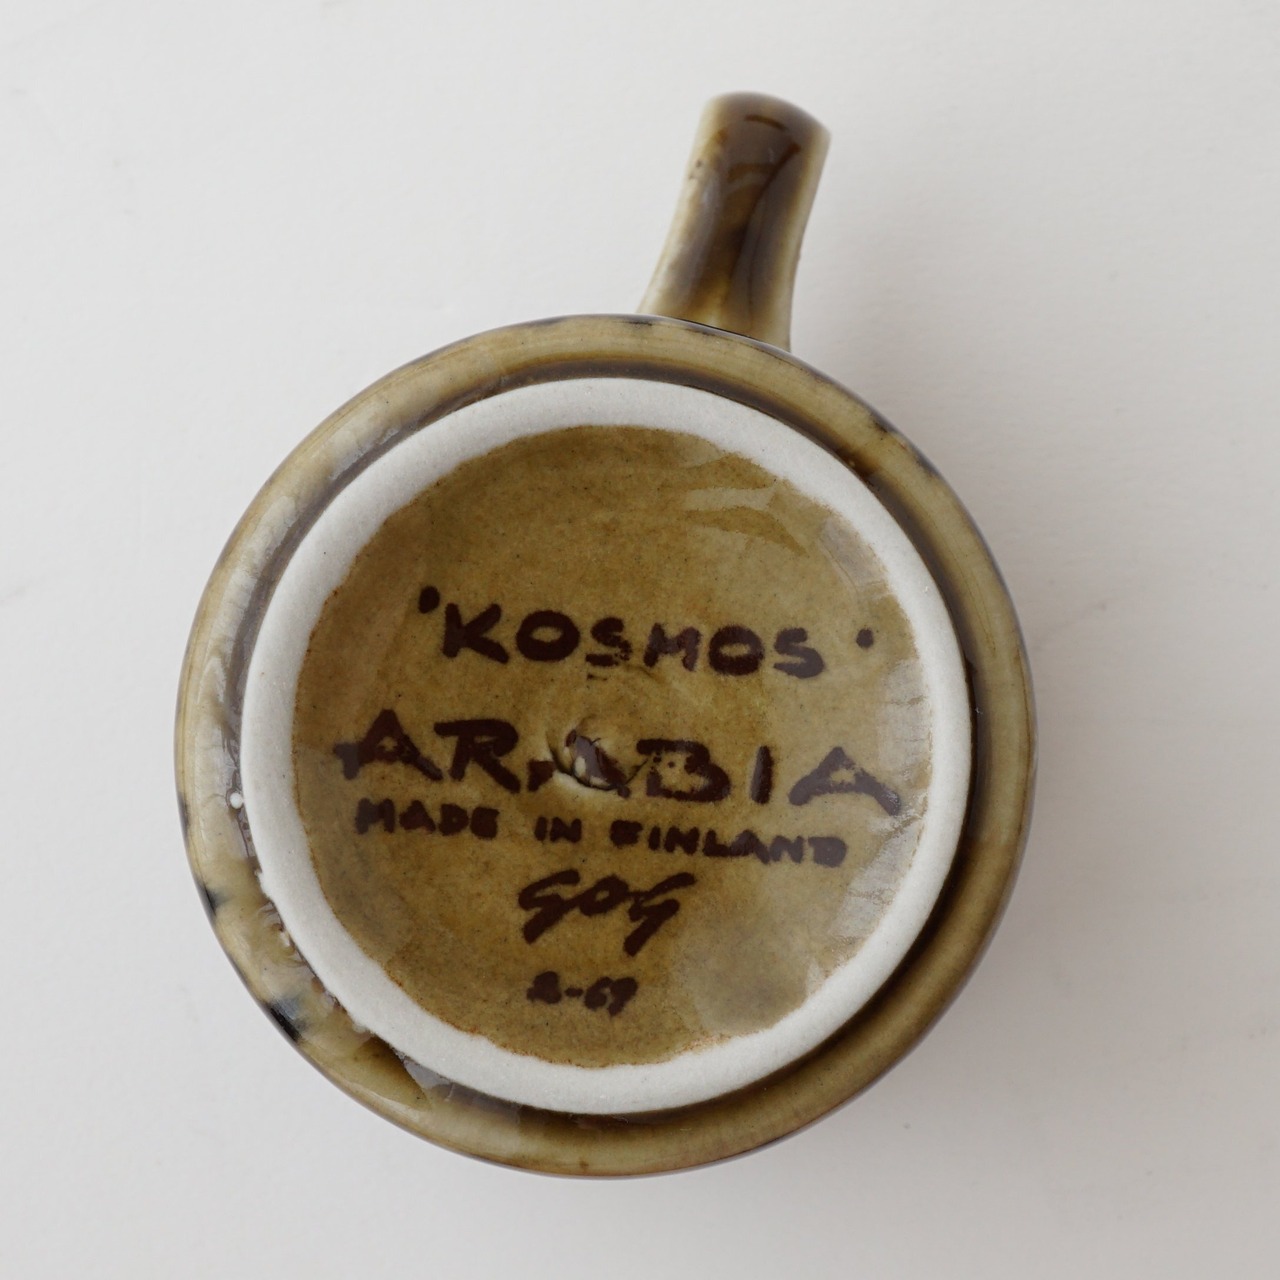 'KOSMOS'
ARABIA
MADE IN FINLAND
GOG
2-69